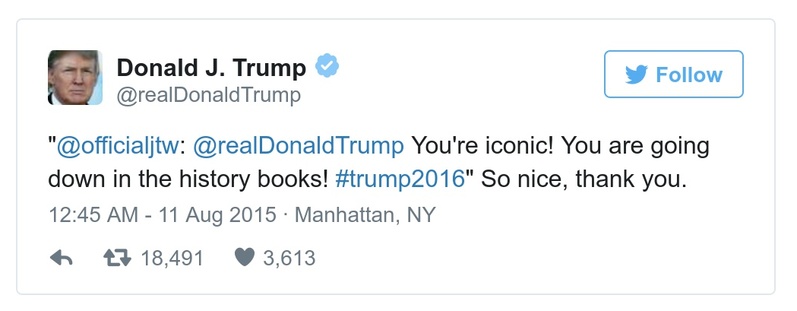 Donald J. Trump
@realDonaldTrump
Follow
"@officialjtw: @realDonaldTrump You're iconic! You are going
down in the history books! #trump2016" So nice, thank you.
12:45 AM - 11 Aug 2015 · Manhattan, NY
18,491 3,613